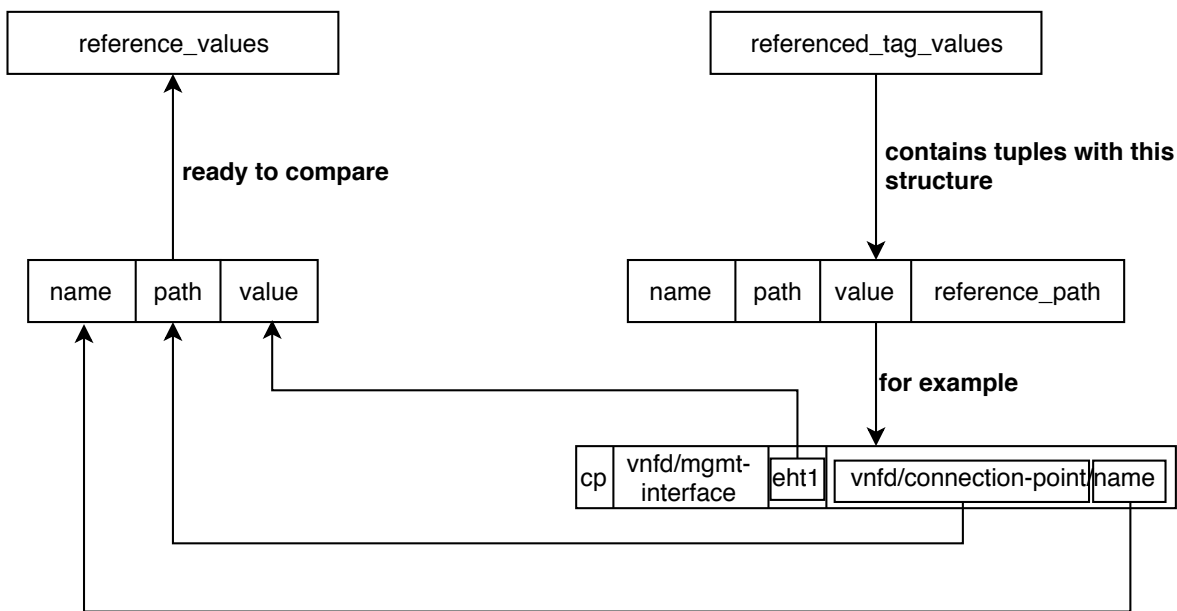 reference_values
referenced_tag_values
ready to compare
contains tuples with this
structure
name path value
name path value reference_path
for example
cp
vnfd/mgmt-
interface
eht1
vnfd/connection-point/name